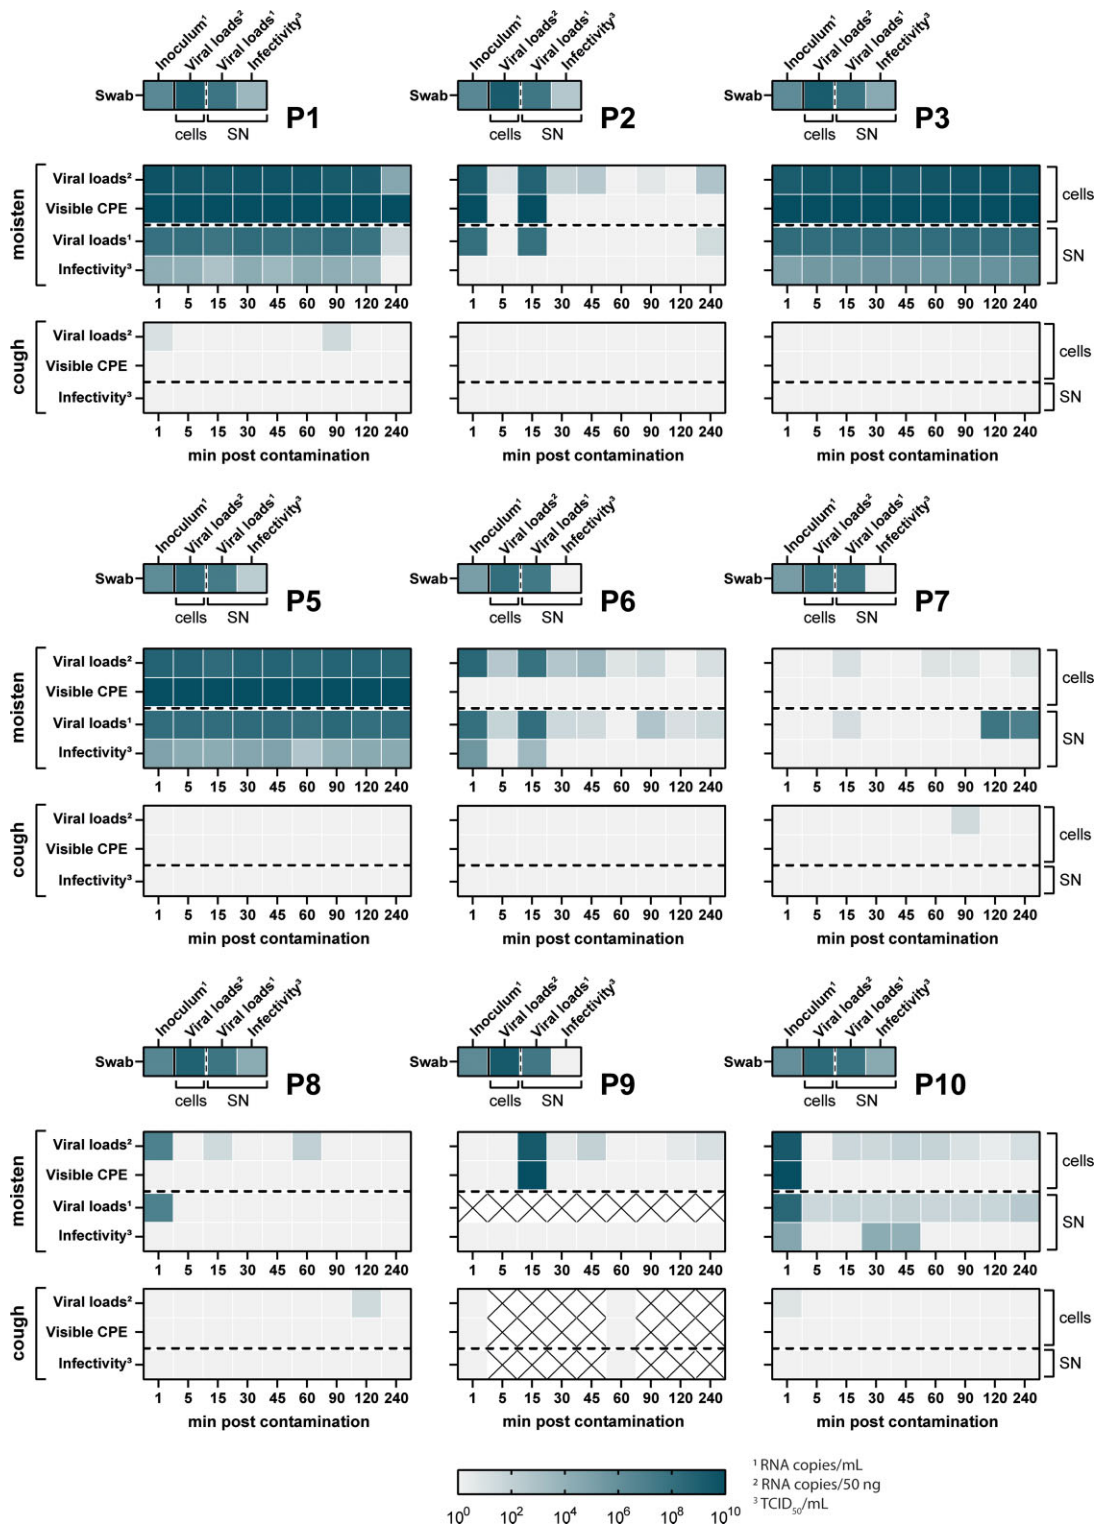 Inoculum¹ Viral loads² Viral loads¹ Infectivity³ Inoculum¹ Viral loads² Viral loads¹ Infectivity³ Inoculum¹ Viral loads² Viral loads¹ Infectivity³
Swab Swab Swab
P1 P2 P3
cells SN cells SN cells SN
moisten
Viral loads²
Visible CPE
Viral loads¹
Infectivity³
cells
SN
1 5 15 30 45 60 90 120 240 1 5 15 30 45 60 90 120 240 1 5 15 30 45 60 90 120 240
cough
Viral loads²
Visible CPE
Infectivity³
cells
SN
1 5 15 30 45 60 90 120 240 1 5 15 30 45 60 90 120 240 1 5 15 30 45 60 90 120 240
min post contamination min post contamination min post contamination
Inoculum¹ Viral loads² Viral loads¹ Infectivity³ Inoculum¹ Viral loads² Viral loads¹ Infectivity³ Inoculum¹ Viral loads² Viral loads¹ Infectivity³
Swab Swab Swab
P5 P6 P7
cells SN cells SN cells SN
moisten
Viral loads²
Visible CPE
Viral loads¹
Infectivity³
cells
SN
1 5 15 30 45 60 90 120 240 1 5 15 30 45 60 90 120 240 1 5 15 30 45 60 90 120 240
cough
Viral loads²
Visible CPE
Infectivity³
cells
SN
1 5 15 30 45 60 90 120 240 1 5 15 30 45 60 90 120 240 1 5 15 30 45 60 90 120 240
min post contamination min post contamination min post contamination
Inoculum¹ Viral loads² Viral loads¹ Infectivity³ Inoculum¹ Viral loads² Viral loads¹ Infectivity³ Inoculum¹ Viral loads² Viral loads¹ Infectivity³
Swab Swab Swab
P8 P9 P10
cells SN cells SN cells SN
moisten
Viral loads²
Visible CPE
Viral loads¹
Infectivity³
cells
SN
1 5 15 30 45 60 90 120 240 1 5 15 30 45 60 90 120 240 1 5 15 30 45 60 90 120 240
cough
Viral loads²
Visible CPE
Infectivity³
cells
SN
1 5 15 30 45 60 90 120 240 1 5 15 30 45 60 90 120 240 1 5 15 30 45 60 90 120 240
min post contamination min post contamination min post contamination
10⁰ 10² 10⁴ 10⁶ 10⁸ 10¹⁰
¹ RNA copies/mL
² RNA copies/50 ng
³ TCID₅₀/mL